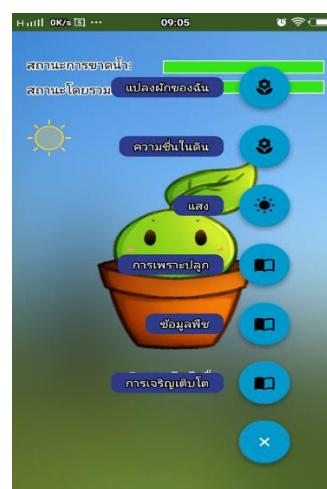 0K/s ... 09:05
สถานะการขาดน้ำ:
สถานะโดยรวม
แปลงผักของฉัน
ความชื้นในดิน
แสง
การเพราะปลูก
ข้อมูลพืช
การเจริญเติบโต